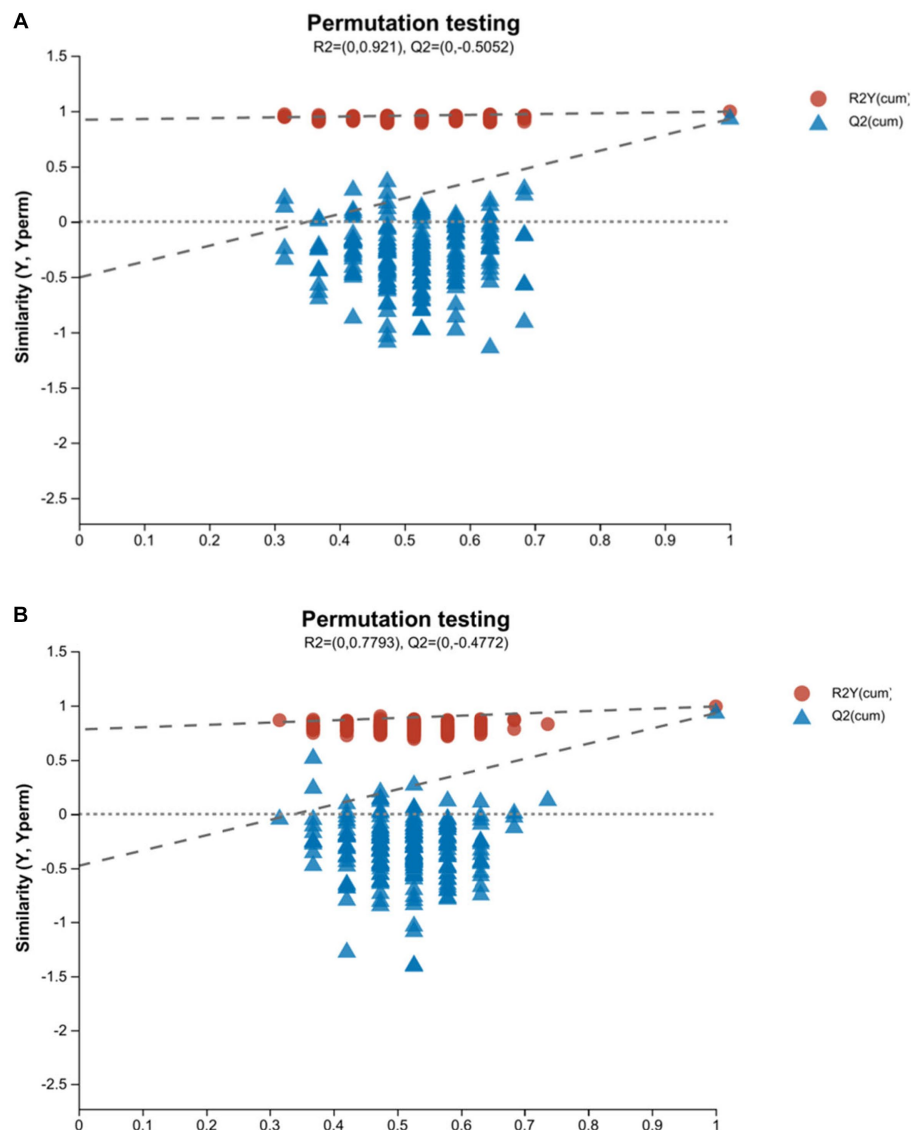 A
Permutation testing
R2=(0,0.921), Q2=(0,-0.5052)
1.5
1
0.5
0
-0.5
-1
-1.5
-2
-2.5
Similarity (Y, Yperm)
R2Y(cum)
Q2(cum)
0 0.1 0.2 0.3 0.4 0.5 0.6 0.7 0.8 0.9 1
B
Permutation testing
R2=(0,0.7793), Q2=(0,-0.4772)
1.5
1
0.5
0
-0.5
-1
-1.5
-2
-2.5
Similarity (Y, Yperm)
R2Y(cum)
Q2(cum)
0 0.1 0.2 0.3 0.4 0.5 0.6 0.7 0.8 0.9 1